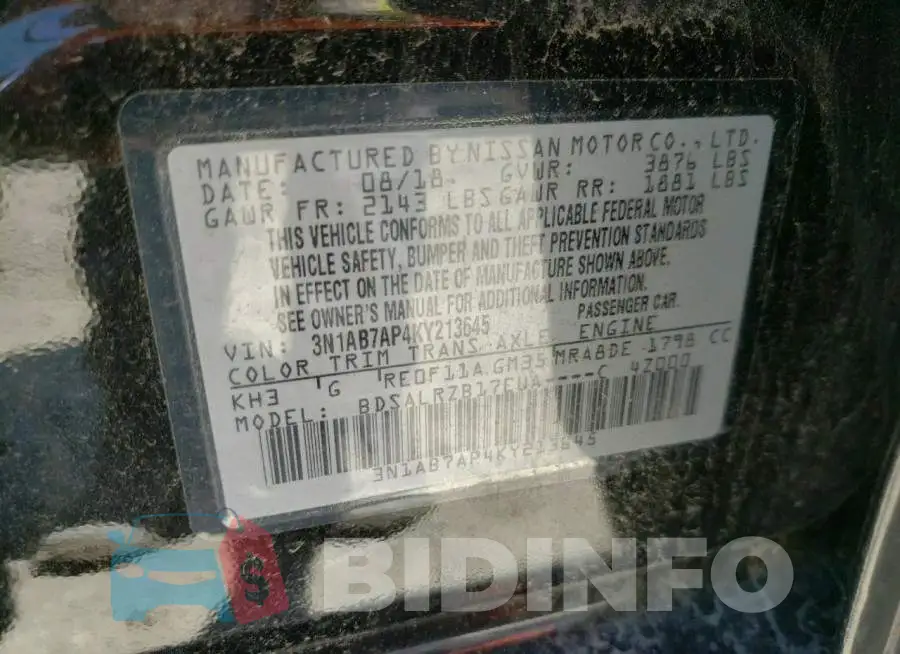 MANUFACTURED BY NISSAN MOTOR CO., LTD.
DATE: 08/18 GVWR: 3876 LBS
GAWR FR: 2143 LBS GAWR RR: 1881 LBS
THIS VEHICLE CONFORMS TO ALL APPLICABLE FEDERAL MOTOR
VEHICLE SAFETY, BUMPER AND THEFT PREVENTION STANDARDS
IN EFFECT ON THE DATE OF MANUFACTURE SHOWN ABOVE.
SEE OWNER'S MANUAL FOR ADDITIONAL INFORMATION.
VIN: 3N1AB7AP4KY213645 PASSENGER CAR
COLOR TRIM TRANS AXLE ENGINE
KH3 G RE0F11A GM35 MRA8DE 1798 CC
MODEL: BDSALRZB17EUA----C 4Z000
3N1AB7AP4KY213645
$ BIDINFO